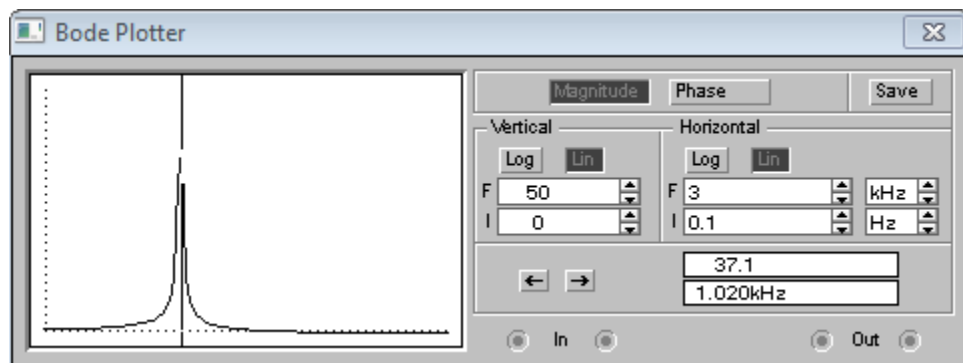 Bode Plotter
Magnitude Phase Save
Vertical Horizontal
Log Lin Log Lin
F 50 F 3 kHz
I 0 I 0.1 Hz
37.1
1.020kHz
In Out